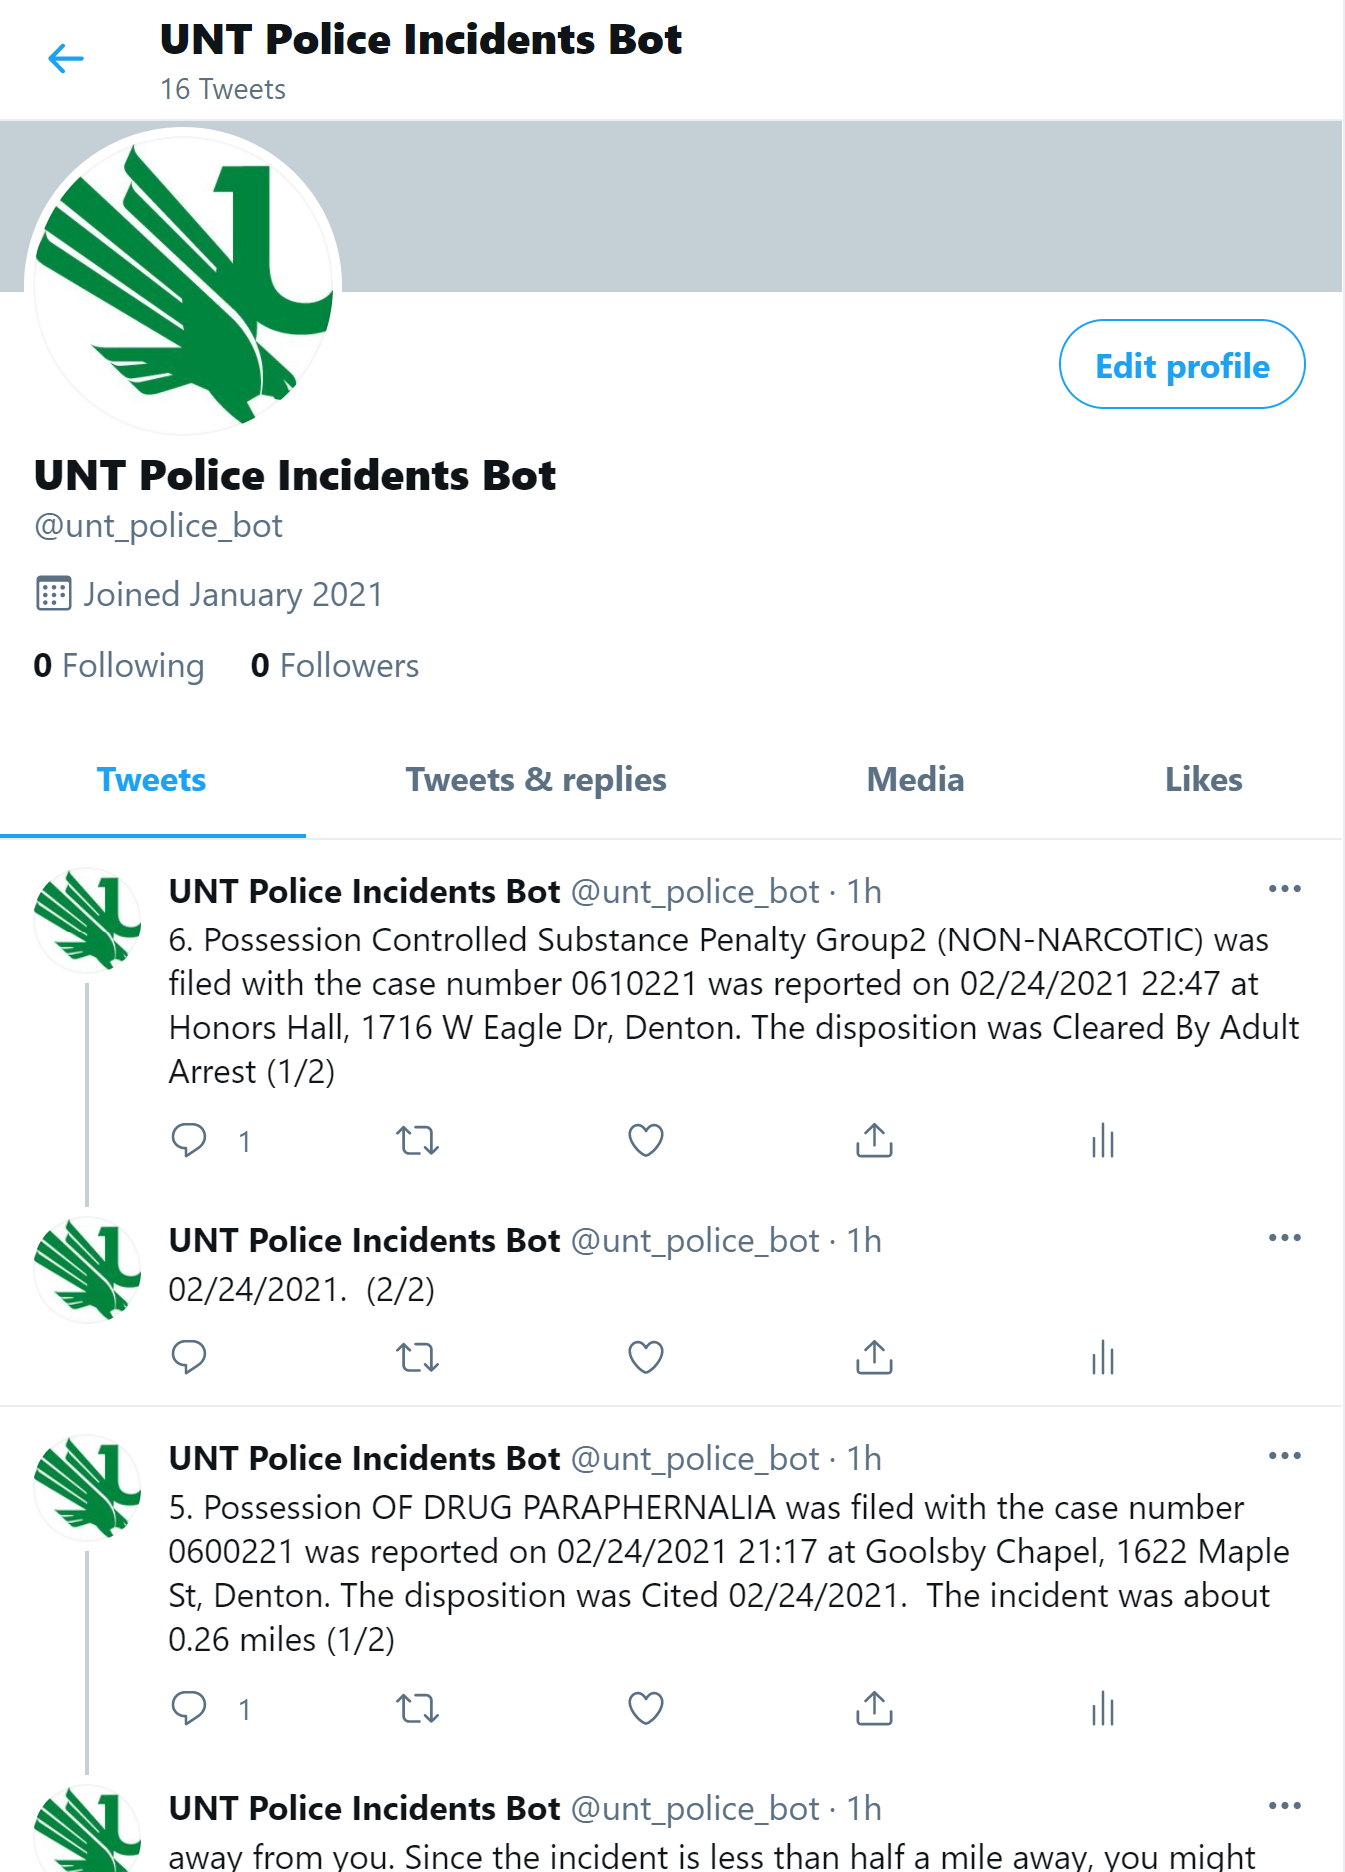 UNT Police Incidents Bot
16 Tweets
Edit profile
UNT Police Incidents Bot
@unt_police_bot
Joined January 2021
0 Following 0 Followers
Tweets Tweets & replies Media Likes
UNT Police Incidents Bot @unt_police_bot · 1h
6. Possession Controlled Substance Penalty Group2 (NON-NARCOTIC) was
filed with the case number 0610221 was reported on 02/24/2021 22:47 at
Honors Hall, 1716 W Eagle Dr, Denton. The disposition was Cleared By Adult
Arrest (1/2)
1
UNT Police Incidents Bot @unt_police_bot · 1h
02/24/2021.  (2/2)
UNT Police Incidents Bot @unt_police_bot · 1h
5. Possession OF DRUG PARAPHERNALIA was filed with the case number
0600221 was reported on 02/24/2021 21:17 at Goolsby Chapel, 1622 Maple
St, Denton. The disposition was Cited 02/24/2021.  The incident was about
0.26 miles (1/2)
1
UNT Police Incidents Bot @unt_police_bot · 1h
away from you. Since the incident is less than half a mile away, you might